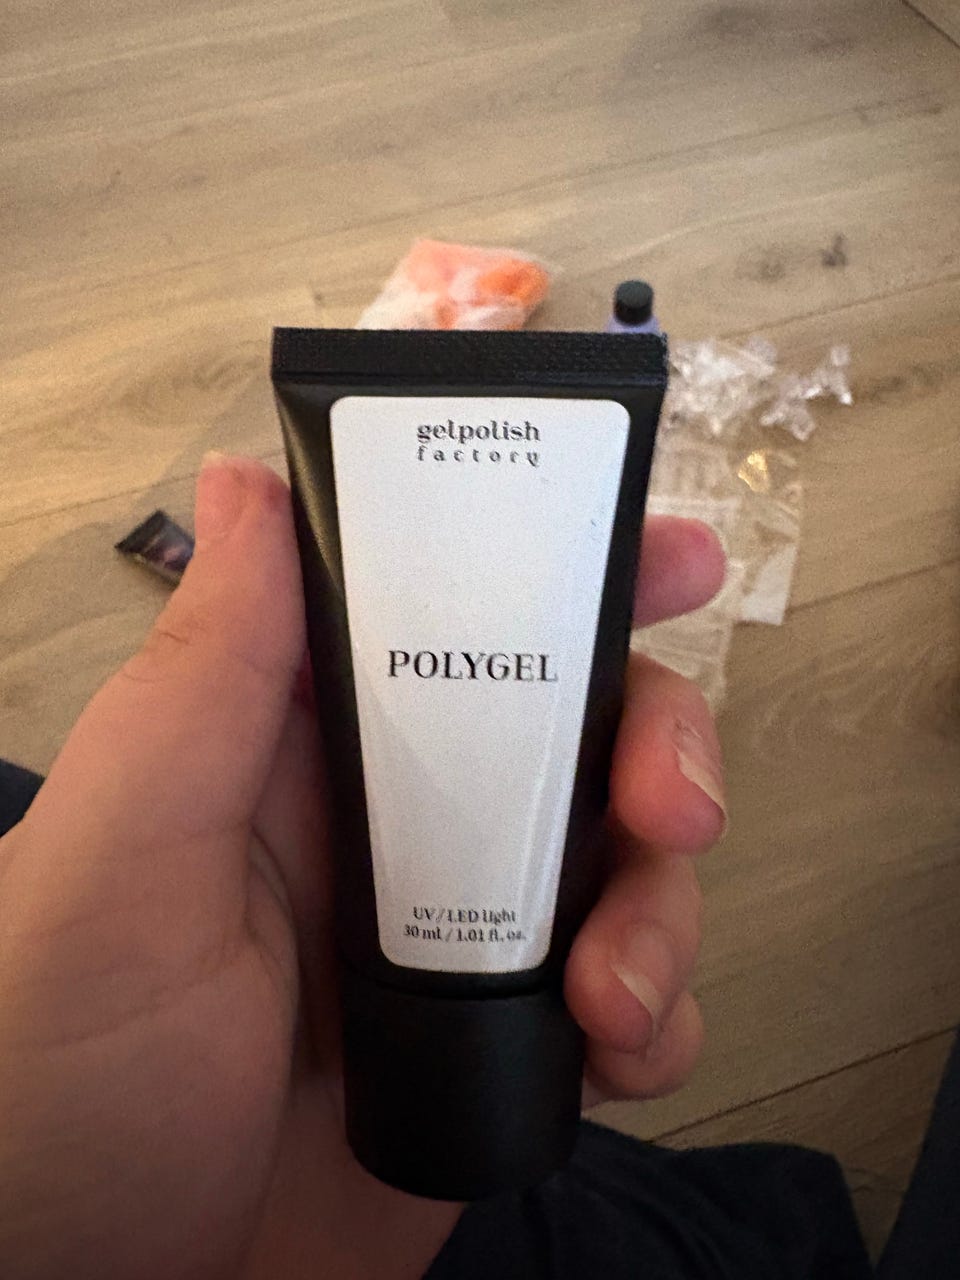 gelpolish
factory
POLYGEL
UV/LED light
30 ml / 1.01 fl. oz.